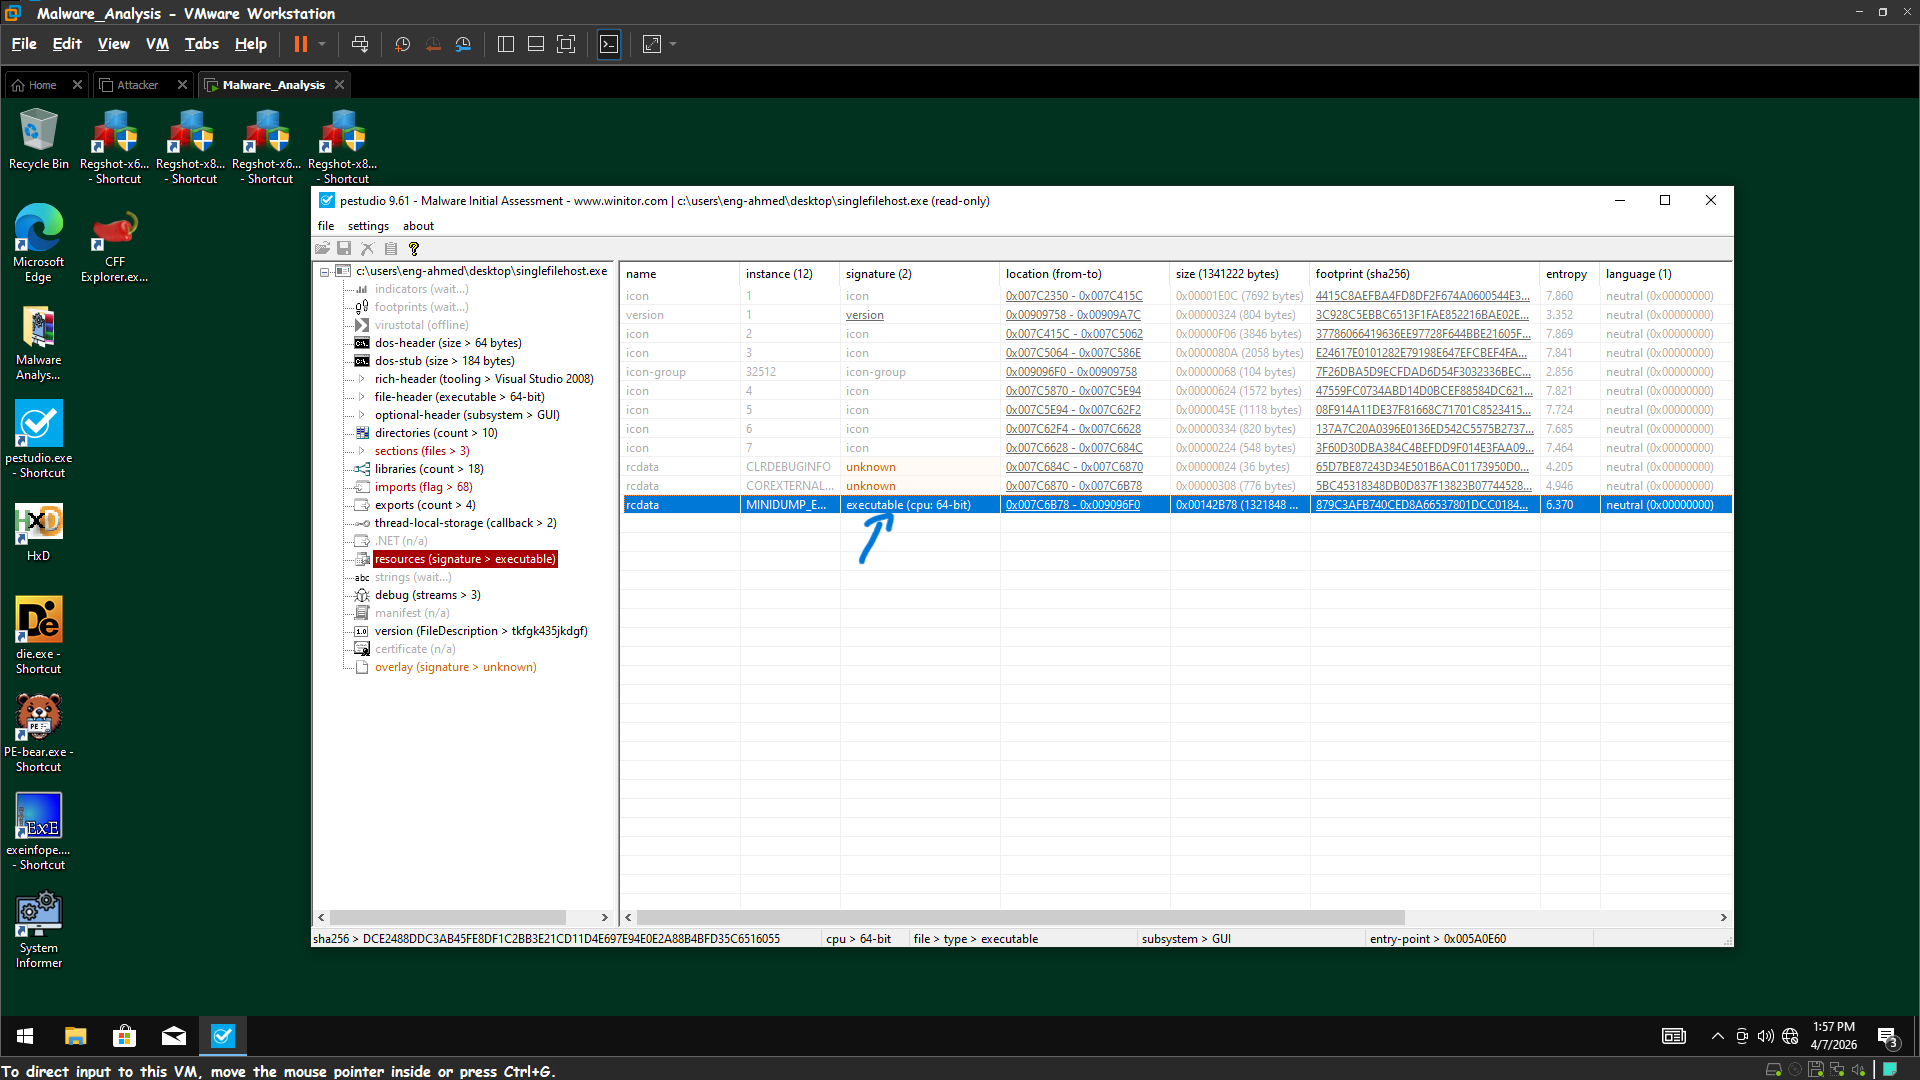 Malware_Analysis - VMware Workstation
File Edit View VM Tabs Help
Home Attacker Malware_Analysis
Recycle Bin
Regshot-x6... - Shortcut
Regshot-x8... - Shortcut
Regshot-x6... - Shortcut
Regshot-x8... - Shortcut
Microsoft Edge
CFF Explorer.ex...
Malware Analys...
pestudio.exe - Shortcut
HxD
die.exe - Shortcut
PE-bear.exe - Shortcut
exeinfope.... - Shortcut
System Informer
pestudio 9.61 - Malware Initial Assessment - www.winitor.com | c:\users\eng-ahmed\desktop\singlefilehost.exe (read-only)
file settings about
c:\users\eng-ahmed\desktop\singlefilehost.exe
indicators (wait...)
footprints (wait...)
virustotal (offline)
dos-header (size > 64 bytes)
dos-stub (size > 184 bytes)
rich-header (tooling > Visual Studio 2008)
file-header (executable > 64-bit)
optional-header (subsystem > GUI)
directories (count > 10)
sections (files > 3)
libraries (count > 18)
imports (flag > 68)
exports (count > 4)
thread-local-storage (callback > 2)
.NET (n/a)
resources (signature > executable)
abc strings (wait...)
debug (streams > 3)
manifest (n/a)
1.0 version (FileDescription > tkfgk435jkdgf)
certificate (n/a)
overlay (signature > unknown)
name instance (12) signature (2) location (from-to) size (1341222 bytes) footprint (sha256) entropy language (1)
icon 1 icon 0x007C2350 - 0x007C415C 0x00001E0C (7692 bytes) 4415C8AEFBA4FD8DF2F674A0600544E3... 7.860 neutral (0x00000000)
version 1 version 0x00909758 - 0x00909A7C 0x00000324 (804 bytes) 3C928C5EBBC6513F1FAE852216BAE02E... 3.352 neutral (0x00000000)
icon 2 icon 0x007C415C - 0x007C5062 0x00000F06 (3846 bytes) 37786066419636EE97728F644BBE21605F... 7.869 neutral (0x00000000)
icon 3 icon 0x007C5064 - 0x007C586E 0x0000080A (2058 bytes) E24617E0101282E79198E647EFCBEF4FA... 7.841 neutral (0x00000000)
icon-group 32512 icon-group 0x009096F0 - 0x00909758 0x00000068 (104 bytes) 7F26DBA5D9ECFDAD6D54F3032336BEC... 2.856 neutral (0x00000000)
icon 4 icon 0x007C5870 - 0x007C5E94 0x00000624 (1572 bytes) 47559FC0734ABD14D0BCEF88584DC621... 7.821 neutral (0x00000000)
icon 5 icon 0x007C5E94 - 0x007C62F2 0x0000045E (1118 bytes) 08F914A11DE37F81668C71701C8523415... 7.724 neutral (0x00000000)
icon 6 icon 0x007C62F4 - 0x007C6628 0x00000334 (820 bytes) 137A7C20A0396E0136ED542C5575B2737... 7.685 neutral (0x00000000)
icon 7 icon 0x007C6628 - 0x007C684C 0x00000224 (548 bytes) 3F60D30DBA384C4BEFDD9F014E3FAA09... 7.464 neutral (0x00000000)
rcdata CLRDEBUGINFO unknown 0x007C684C - 0x007C6870 0x00000024 (36 bytes) 65D7BE87243D34E501B6AC01173950D0... 4.205 neutral (0x00000000)
rcdata COREXTERNAL... unknown 0x007C6870 - 0x007C6B78 0x00000308 (776 bytes) 5BC45318348DB0D837F13823B07744528... 4.946 neutral (0x00000000)
rcdata MINIDUMP_E... executable (cpu: 64-bit) 0x007C6B78 - 0x009096F0 0x00142B78 (1321848 ... 879C3AFB740CED8A66537801DCC0184... 6.370 neutral (0x00000000)
sha256 > DCE2488DDC3AB45FE8DF1C2BB3E21CD11D4E697E94E0E2A88B4BFD35C6516055 cpu > 64-bit file > type > executable subsystem > GUI entry-point > 0x005A0E60
1:57 PM
4/7/2026
3
To direct input to this VM, move the mouse pointer inside or press Ctrl+G.